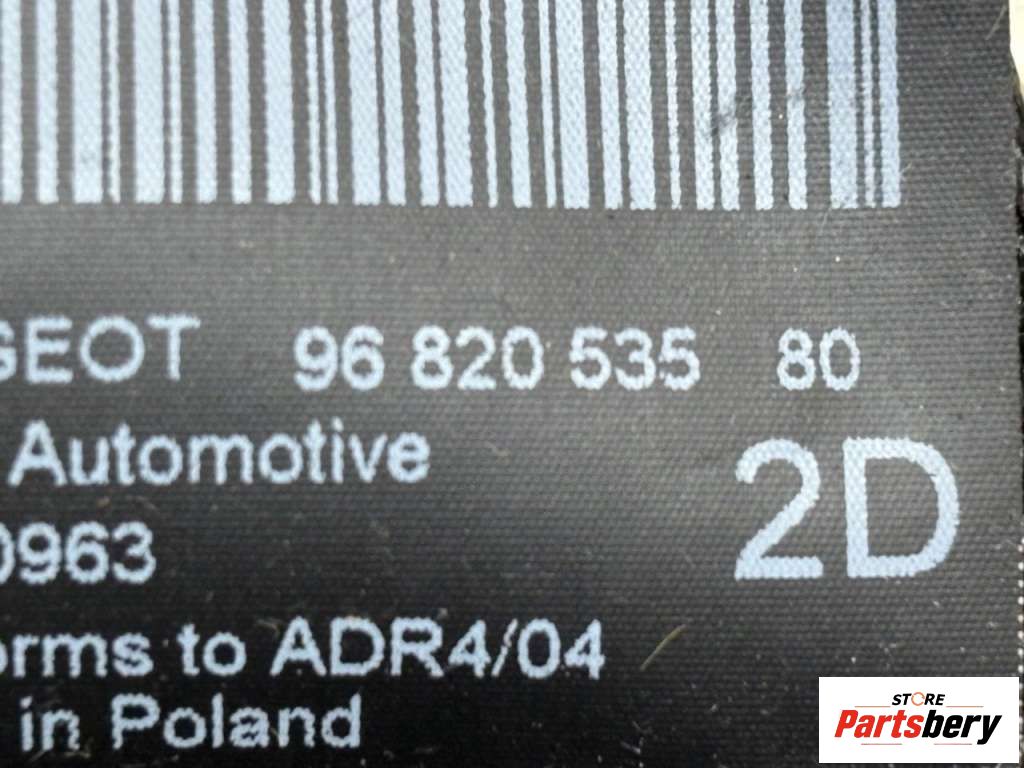 GEOT 96 820 535 80
Automotive
2D
0963
orms to ADR4/04
in Poland
STORE
Partsbery